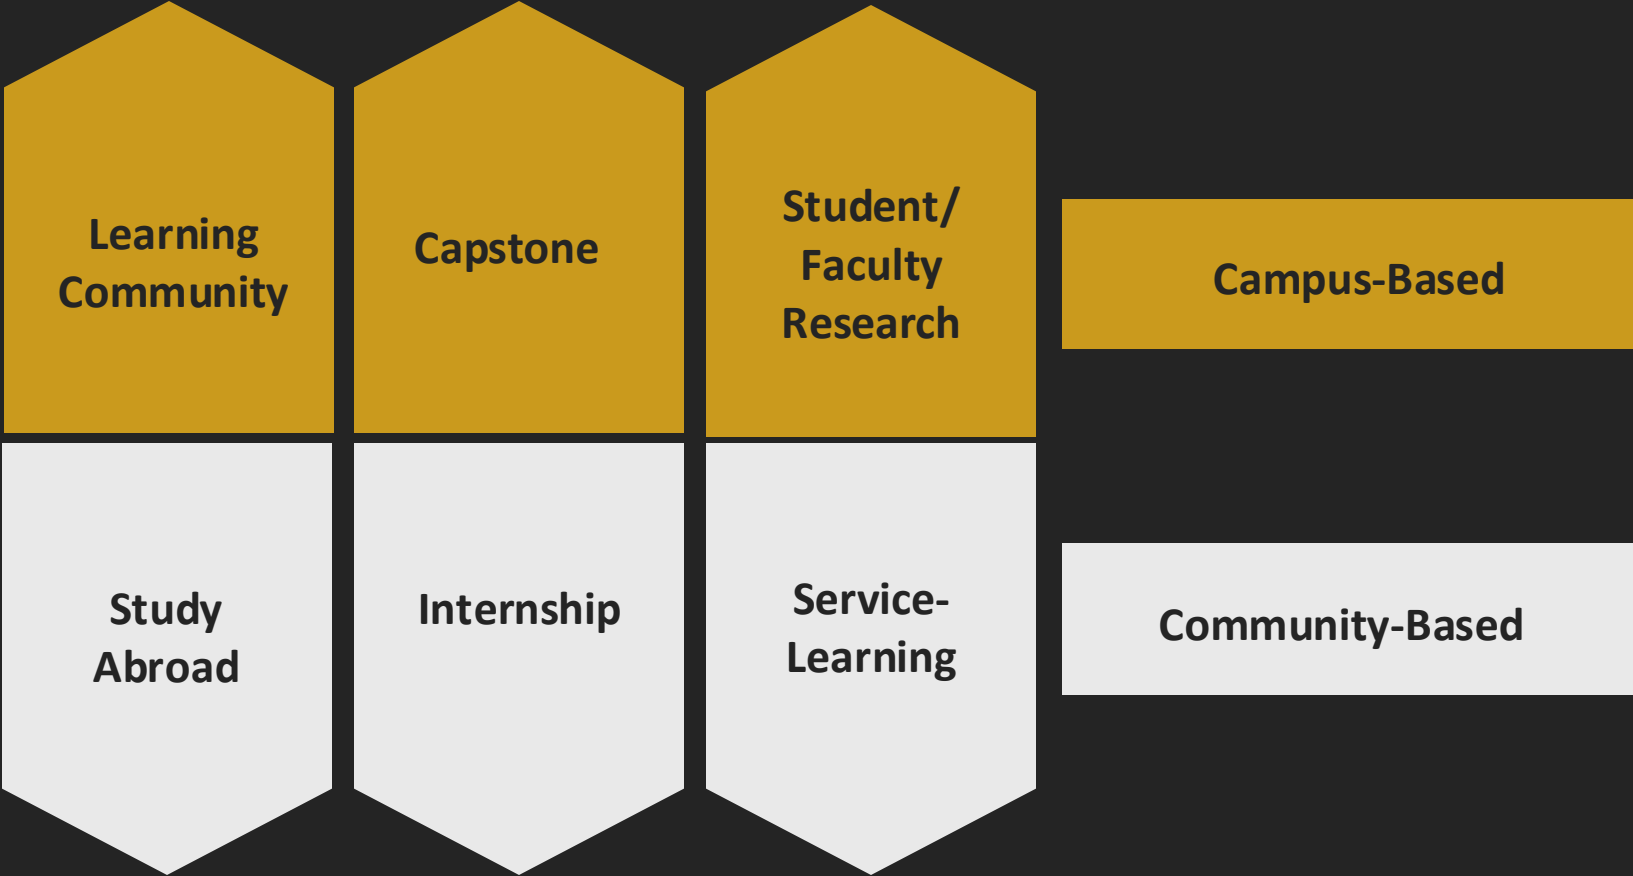 Learning
Community
Capstone
Student/
Faculty
Research
Campus-Based
Study
Abroad
Internship
Service-
Learning
Community-Based